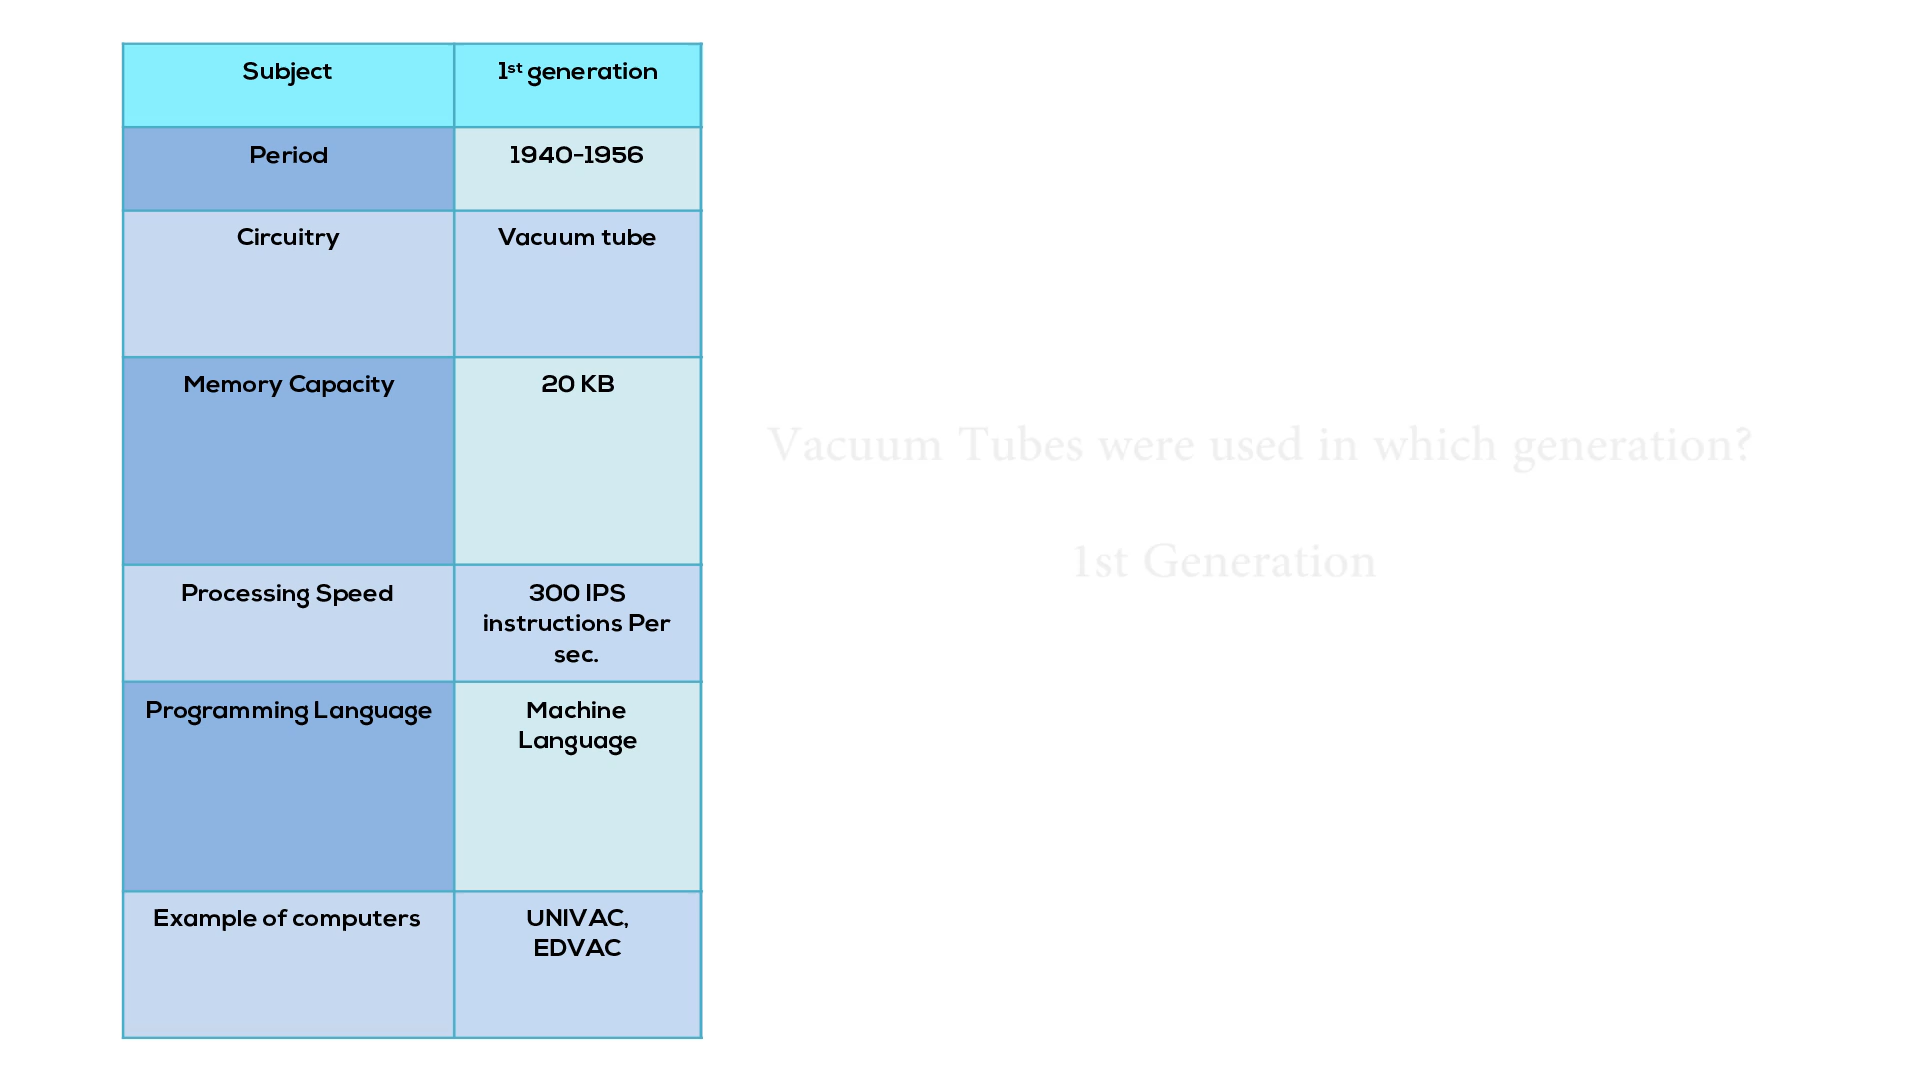 Subject 1st generation
Period 1940-1956
Circuitry Vacuum tube
Memory Capacity 20 KB
Processing Speed 300 IPS
instructions Per
sec.
Programming Language Machine
Language
Example of computers UNIVAC,
EDVAC
Vacuum Tubes were used in which generation?
1st Generation